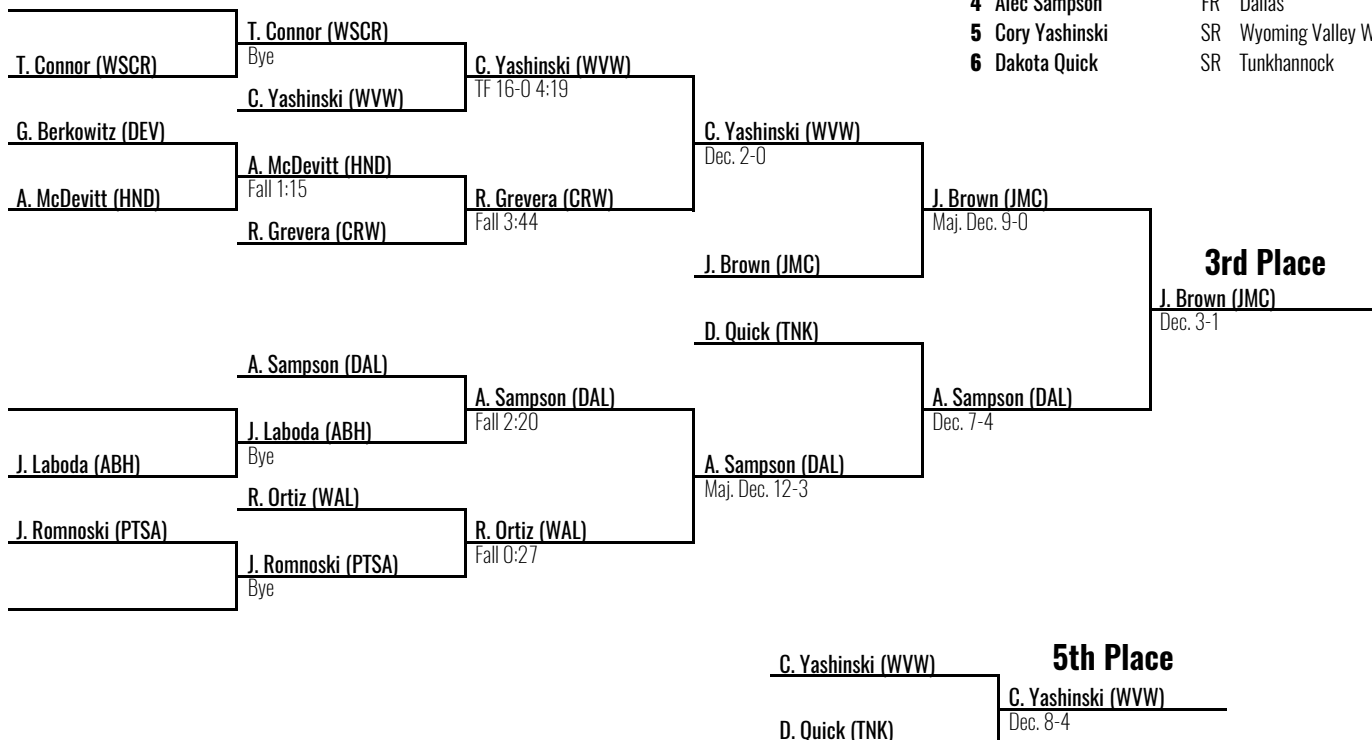 4 Alec Sampson FR Dallas
5 Cory Yashinski SR Wyoming Valley W
6 Dakota Quick SR Tunkhannock
T. Connor (WSCR)
T. Connor (WSCR)
Bye
C. Yashinski (WVW)
C. Yashinski (WVW)
TF 16-0 4:19
G. Berkowitz (DEV)
A. McDevitt (HND)
A. McDevitt (HND)
Fall 1:15
R. Grevera (CRW)
R. Grevera (CRW)
Fall 3:44
C. Yashinski (WVW)
Dec. 2-0
J. Brown (JMC)
J. Brown (JMC)
Maj. Dec. 9-0
3rd Place
J. Brown (JMC)
Dec. 3-1
D. Quick (TNK)
A. Sampson (DAL)
A. Sampson (DAL)
Fall 2:20
J. Laboda (ABH)
J. Laboda (ABH)
Bye
A. Sampson (DAL)
Dec. 7-4
A. Sampson (DAL)
Maj. Dec. 12-3
R. Ortiz (WAL)
J. Romnoski (PTSA)
R. Ortiz (WAL)
Fall 0:27
J. Romnoski (PTSA)
Bye
5th Place
C. Yashinski (WVW)
C. Yashinski (WVW)
Dec. 8-4
D. Quick (TNK)